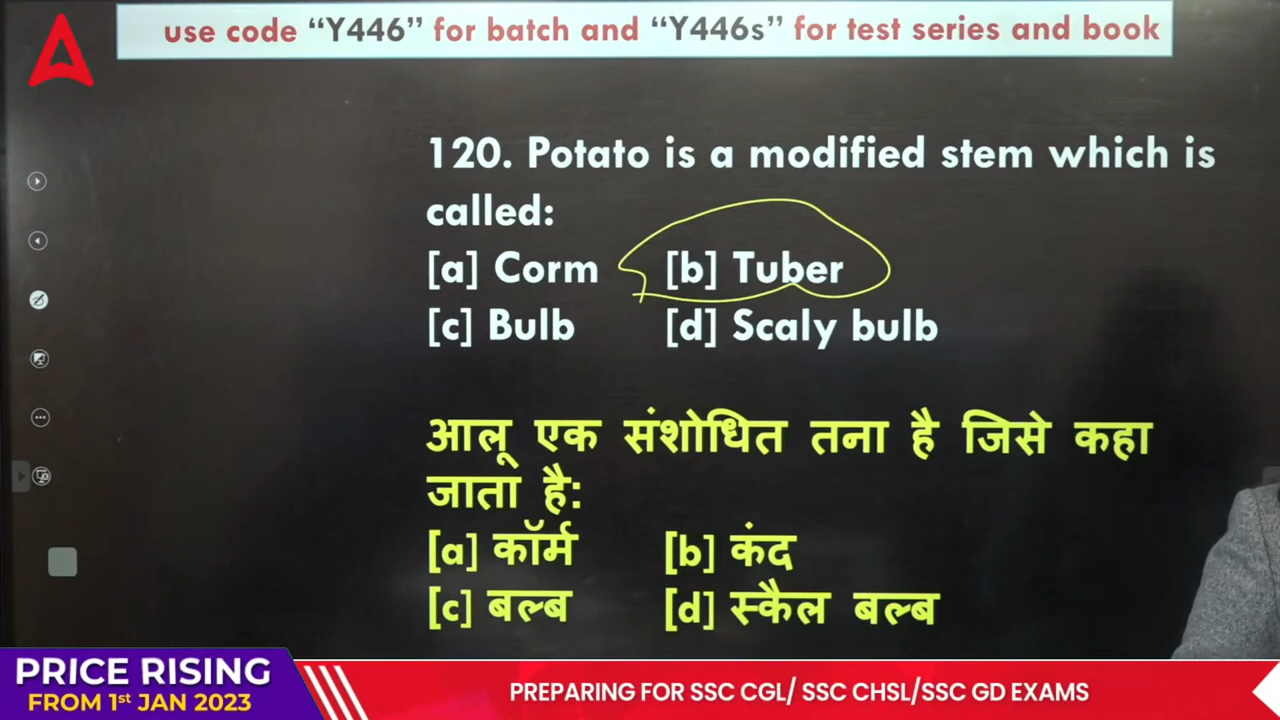 use code “Y446” for batch and “Y446s” for test series and book
120. Potato is a modified stem which is
called:
[a] Corm [b] Tuber
[c] Bulb [d] Scaly bulb
आलू एक संशोधित तना है जिसे कहा
जाता है:
[a] कॉर्म [b] कंद
[c] बल्ब [d] स्कैल बल्ब
PRICE RISING
FROM 1st JAN 2023
PREPARING FOR SSC CGL/ SSC CHSL/SSC GD EXAMS